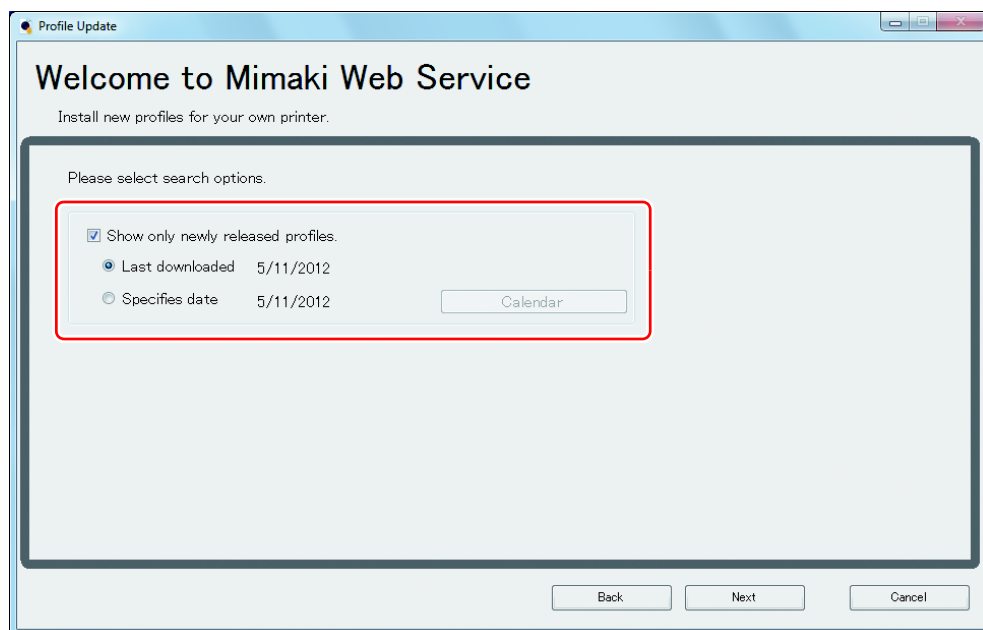 Profile Update
Welcome to Mimaki Web Service
Install new profiles for your own printer.
Please select search options.
Show only newly released profiles.
Last downloaded 5/11/2012
Specifies date 5/11/2012 Calendar
Back Next Cancel